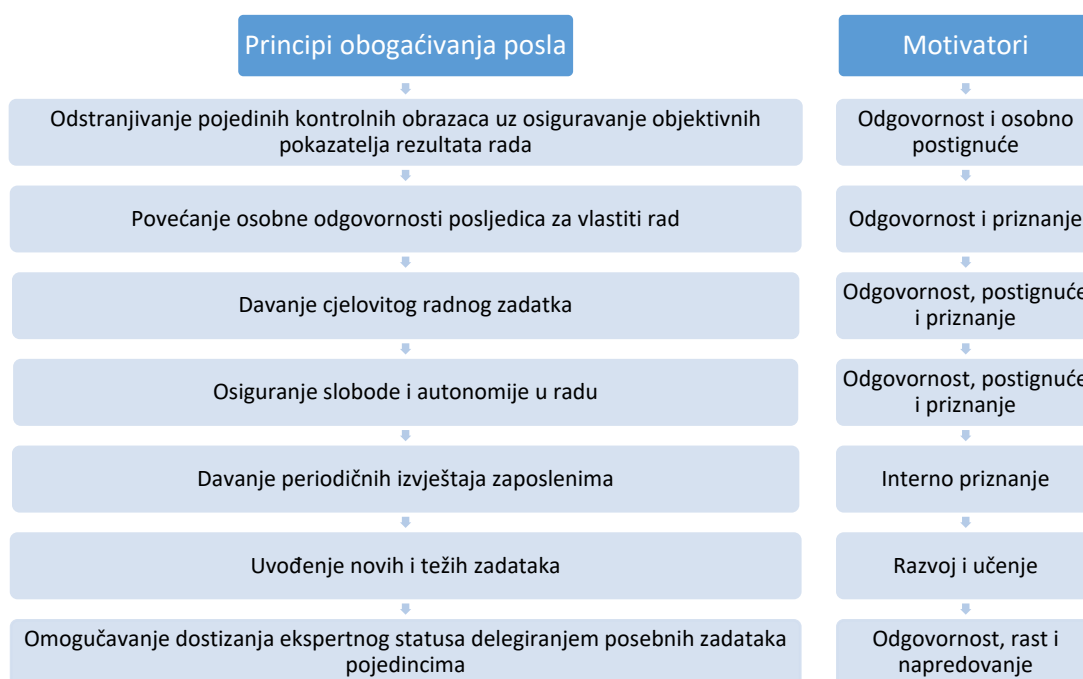 Principi obogaćivanja posla
Motivatori
Odstranjivanje pojedinih kontrolnih obrazaca uz osiguravanje objektivnih
pokazatelja rezultata rada
Odgovornost i osobno
postignuće
Povećanje osobne odgovornosti posljedica za vlastiti rad
Odgovornost i priznanje
Davanje cjelovitog radnog zadatka
Odgovornost, postignuće
i priznanje
Osiguranje slobode i autonomije u radu
Odgovornost, postignuće
i priznanje
Davanje periodičnih izvještaja zaposlenima
Interno priznanje
Uvođenje novih i težih zadataka
Razvoj i učenje
Omogučavanje dostizanja ekspertnog statusa delegiranjem posebnih zadataka
pojedincima
Odgovornost, rast i
napredovanje